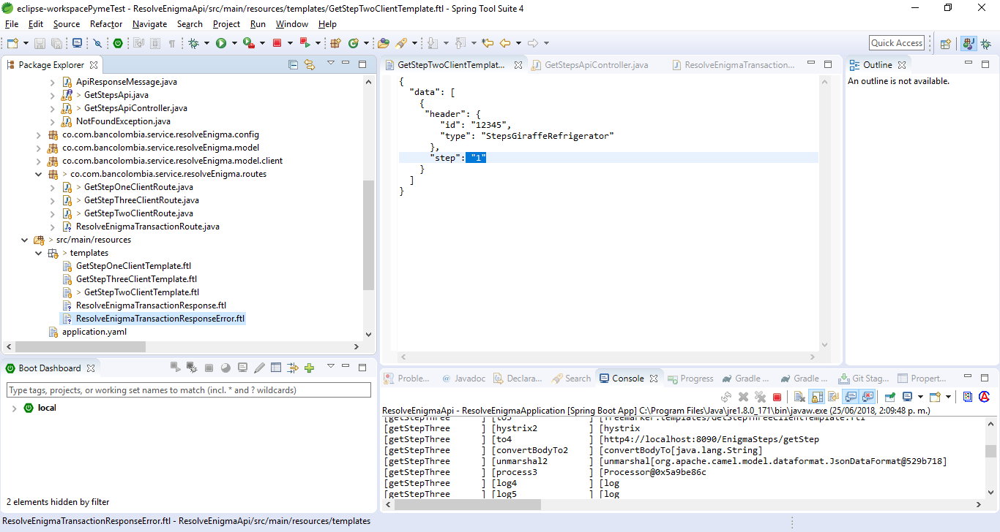 eclipse-workspacePymeTest - ResolveEnigmaApi/src/main/resources/templates/GetStepTwoClientTemplate.ftl - Spring Tool Suite 4
File Edit Source Refactor Navigate Search Project Run Window Help
Quick Access
Package Explorer
ApiResponseMessage.java
> GetStepsApi.java
> GetStepsApiController.java
NotFoundException.java
co.com.bancolombia.service.resolveEnigma.config
co.com.bancolombia.service.resolveEnigma.model
co.com.bancolombia.service.resolveEnigma.model.client
> co.com.bancolombia.service.resolveEnigma.routes
> GetStepOneClientRoute.java
> GetStepThreeClientRoute.java
> GetStepTwoClientRoute.java
ResolveEnigmaTransactionRoute.java
> src/main/resources
> templates
GetStepOneClientTemplate.ftl
GetStepThreeClientTemplate.ftl
> GetStepTwoClientTemplate.ftl
ResolveEnigmaTransactionResponse.ftl
ResolveEnigmaTransactionResponseError.ftl
application.yaml
GetStepTwoClientTemplat... GetStepsApiController.java ResolveEnigmaTransaction...
{
"data": [
{
"header": {
"id": "12345",
"type": "StepsGiraffeRefrigerator"
},
"step": "1"
}
]
}
Outline
An outline is not available.
Boot Dashboard
Type tags, projects, or working set names to match (incl. * and ? wildcards)
local
2 elements hidden by filter
Proble... @ Javadoc Declara... Search Console Progress Gradle ... Gradle ... Git Stag... Propert...
ResolveEnigmaApi - ResolveEnigmaApplication [Spring Boot App] C:\Program Files\Java\jre1.8.0_171\bin\javaw.exe (25/06/2018, 2:09:48 p. m.)
[getStepThree ] [to3 ] [freemarker:templates/GetStepThreeClientTemplate.ftl
[getStepThree ] [hystrix2 ] [hystrix
[getStepThree ] [to4 ] [http4://localhost:8090/EnigmaSteps/getStep
[getStepThree ] [convertBodyTo2 ] [convertBodyTo[java.lang.String]
[getStepThree ] [unmarshal2 ] [unmarshal[org.apache.camel.model.dataformat.JsonDataFormat@529b718]
[getStepThree ] [process3 ] [Processor@0x5a9be86c
[getStepThree ] [log4 ] [log
[getStepThree ] [log5 ] [log
ResolveEnigmaTransactionResponseError.ftl - ResolveEnigmaApi/src/main/resources/templates